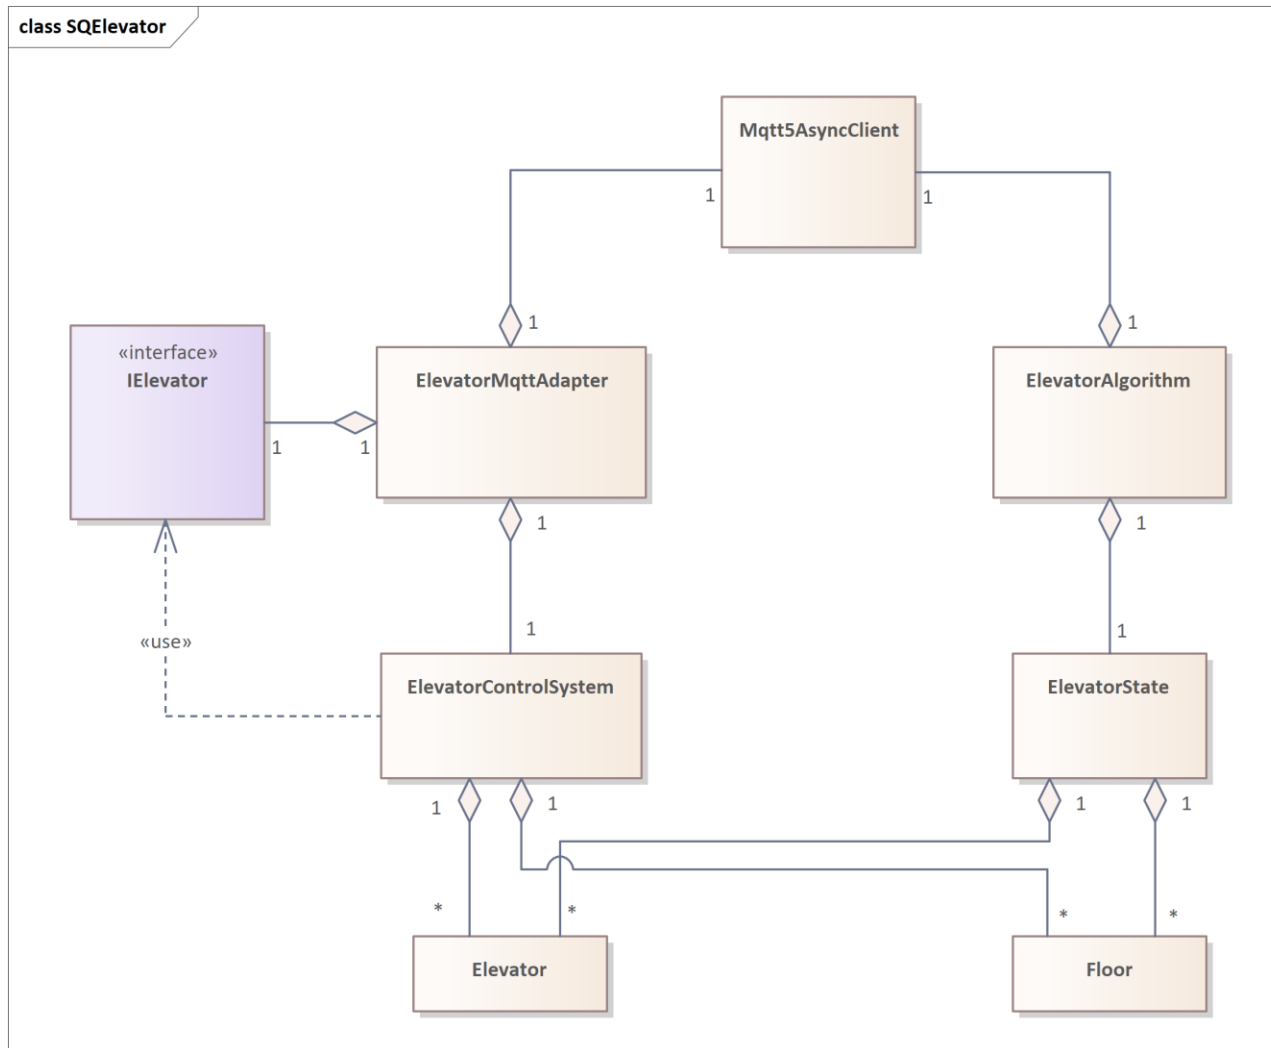 class SQElevator
Mqtt5AsyncClient
1
1
1
1
«interface»
IElevator
ElevatorMqttAdapter
ElevatorAlgorithm
1
1
1
1
«use»
1
1
ElevatorControlSystem
ElevatorState
1
1
1
1
*
*
*
*
Elevator
Floor